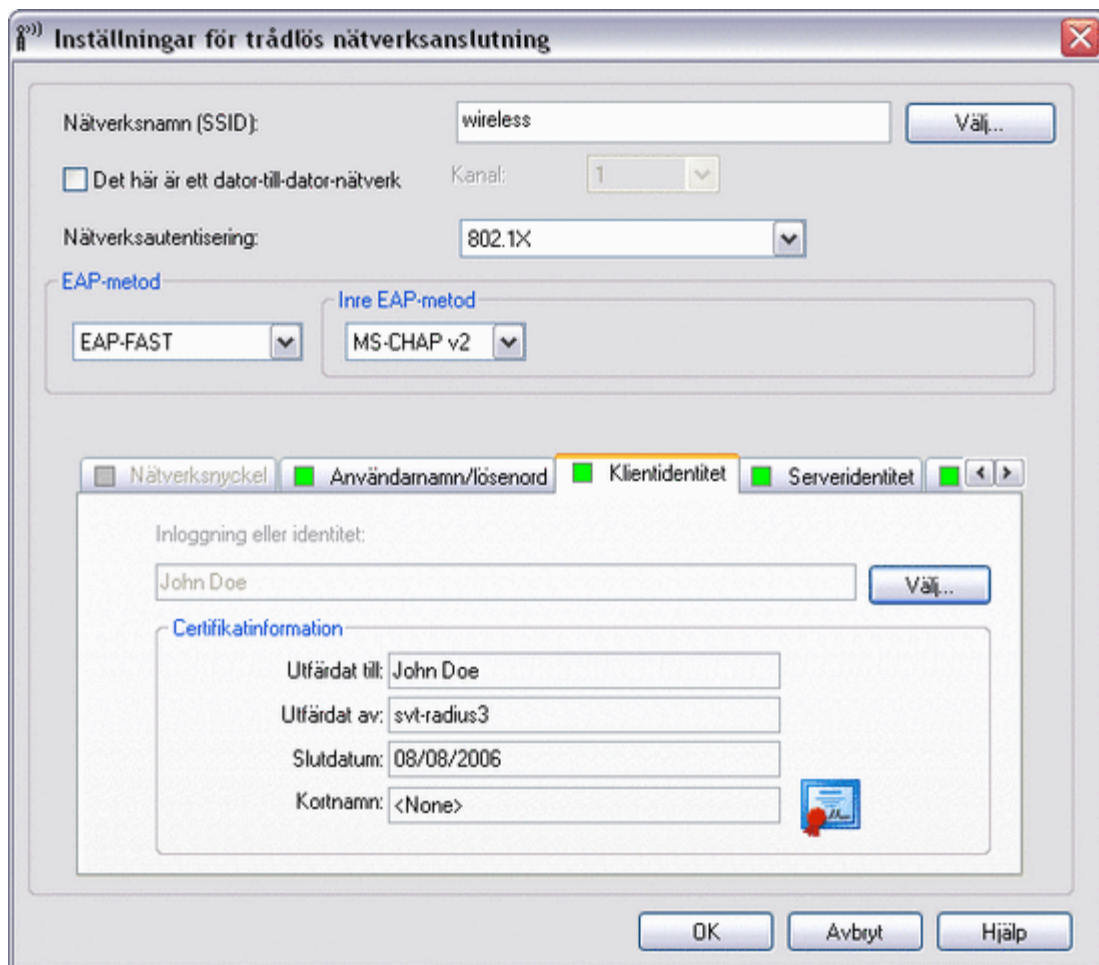 Inställningar för trådlös nätverksanslutning
Nätverksnamn (SSID): wireless Välj...
Det här är ett dator-till-dator-nätverk Kanal: 1
Nätverksautentisering: 802.1X
EAP-metod
Inre EAP-metod
EAP-FAST MS-CHAP v2
Nätverksnyckel Användarnamn/lösenord Klientidentitet Serveridentitet
Inloggning eller identitet:
John Doe Välj...
Certifikatinformation
Utfärdat till: John Doe
Utfärdat av: svt-radius3
Slutdatum: 08/08/2006
Kortnamn: <None>
OK Avbryt Hjälp